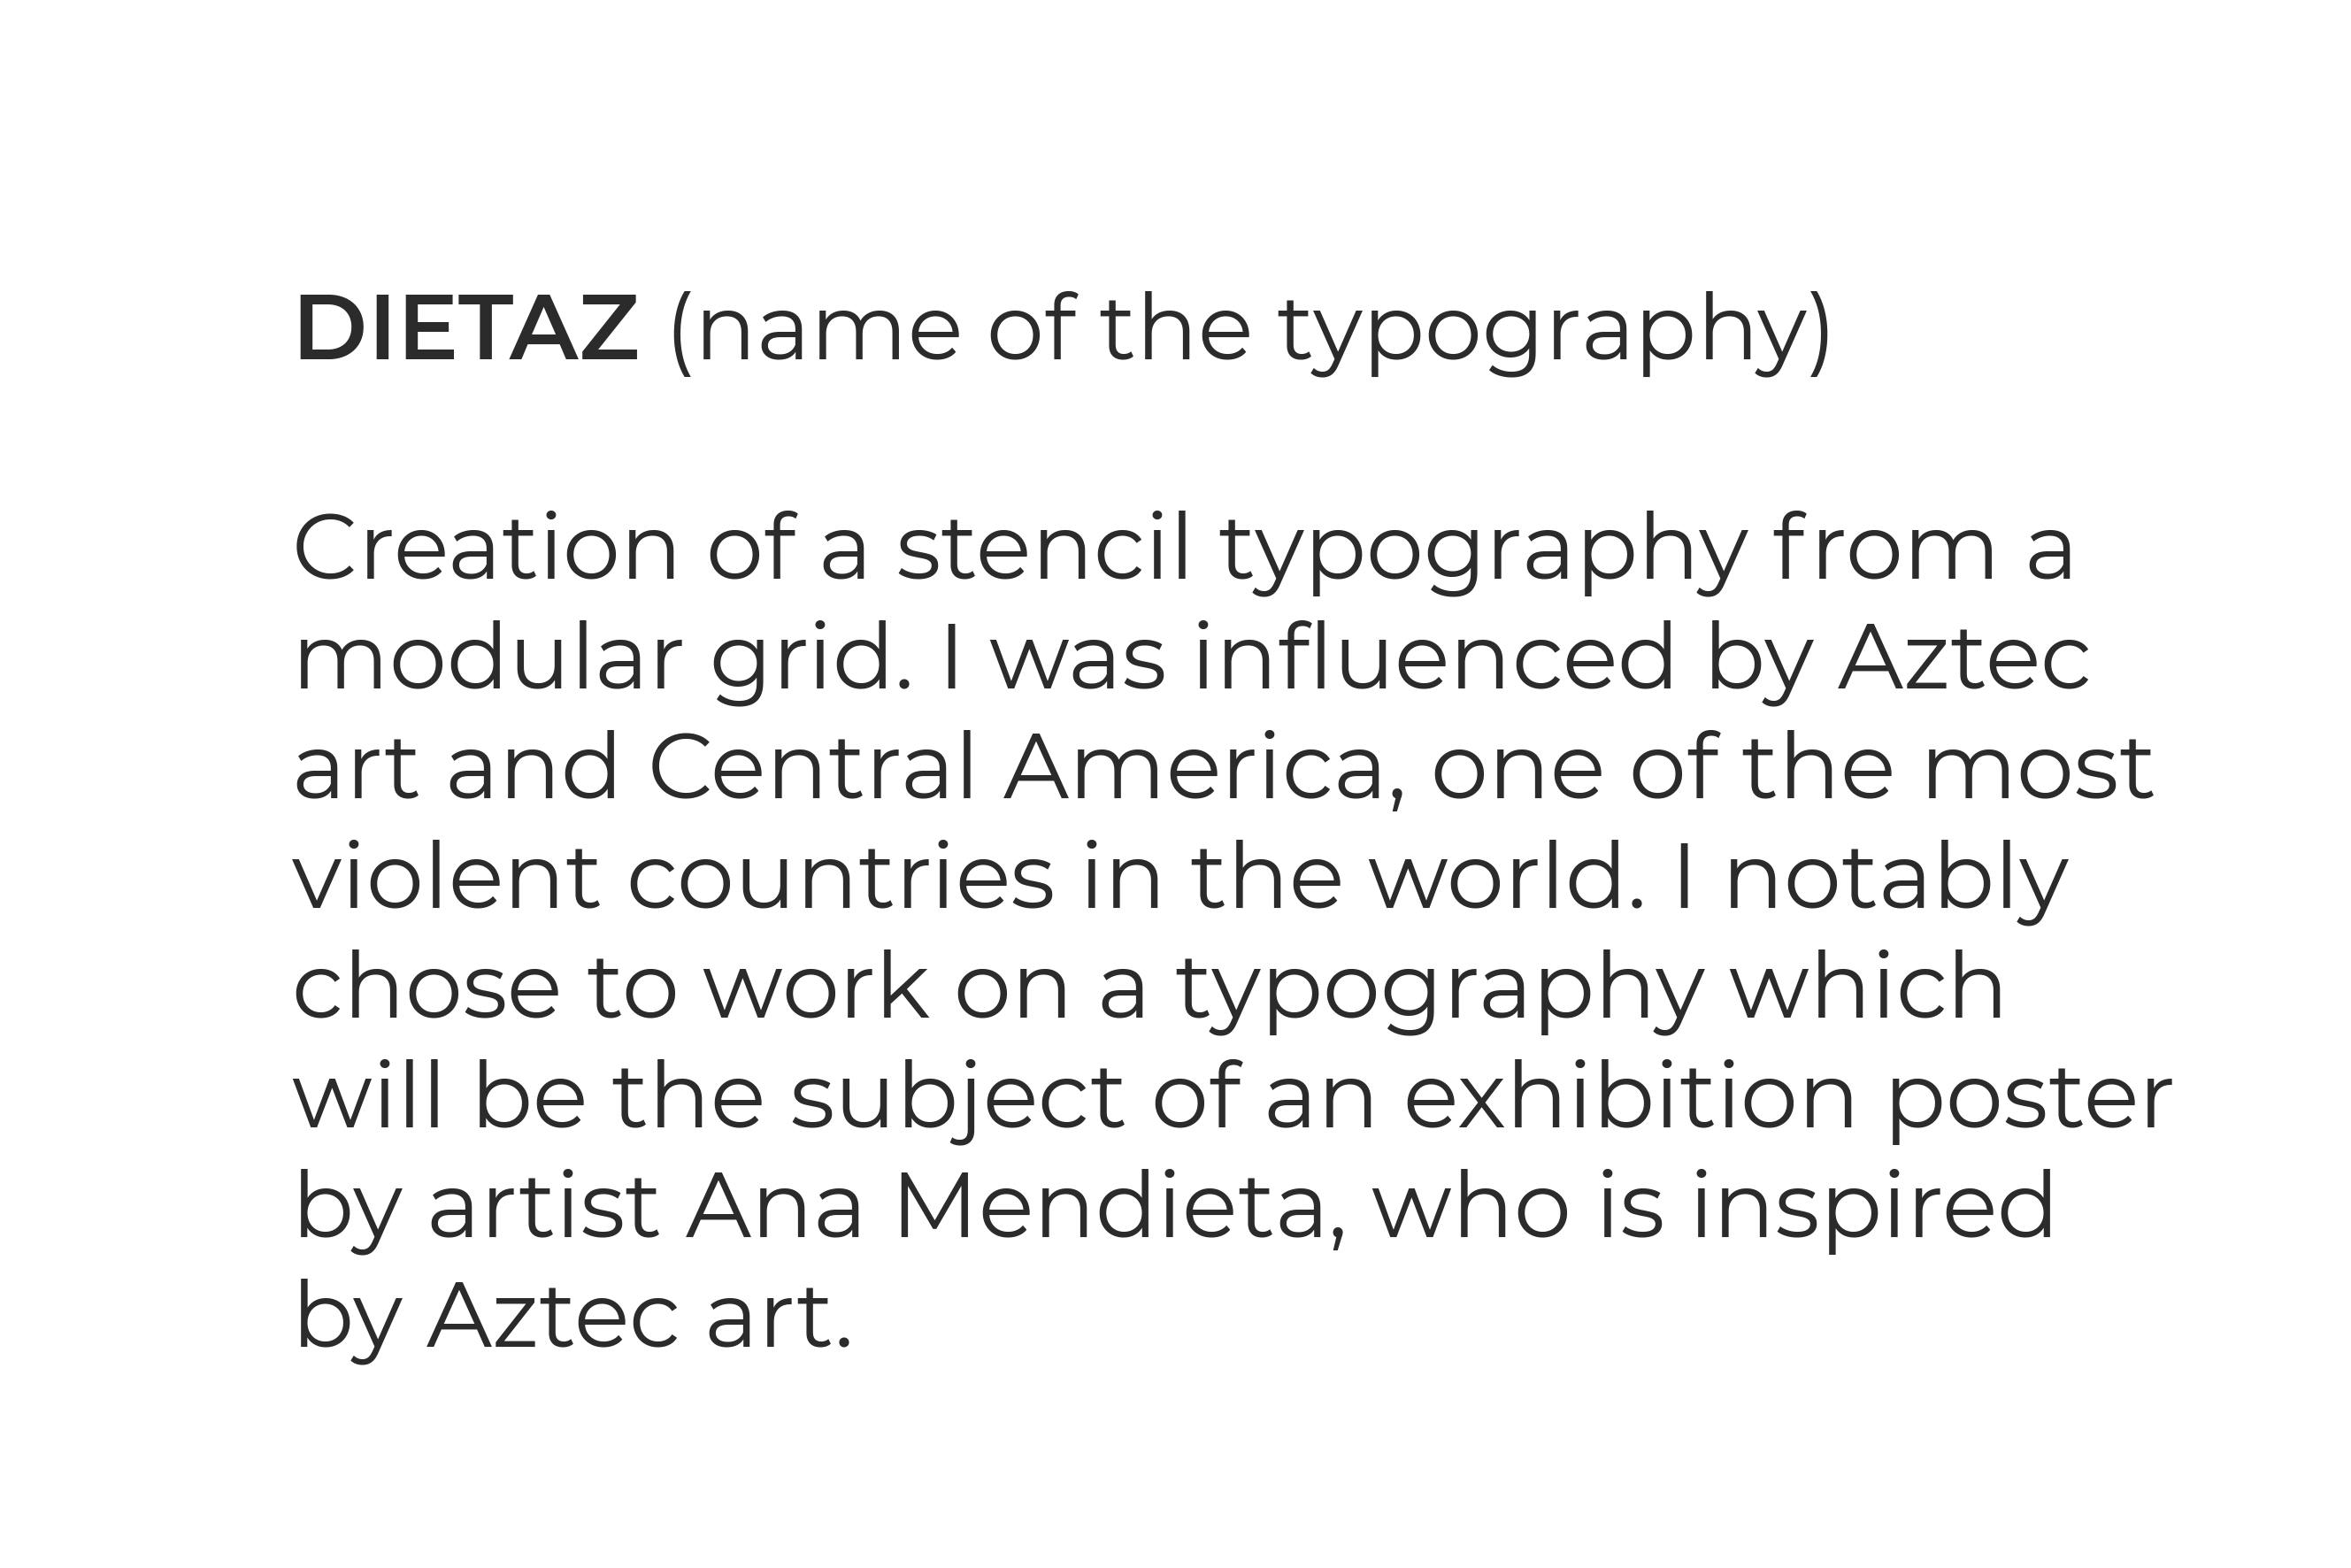 DIETAZ (name of the typography)
Creation of a stencil typography from a
modular grid. I was influenced by Aztec
art and Central America, one of the most
violent countries in the world. I notably
chose to work on a typography which
will be the subject of an exhibition poster
by artist Ana Mendieta, who is inspired
by Aztec art.